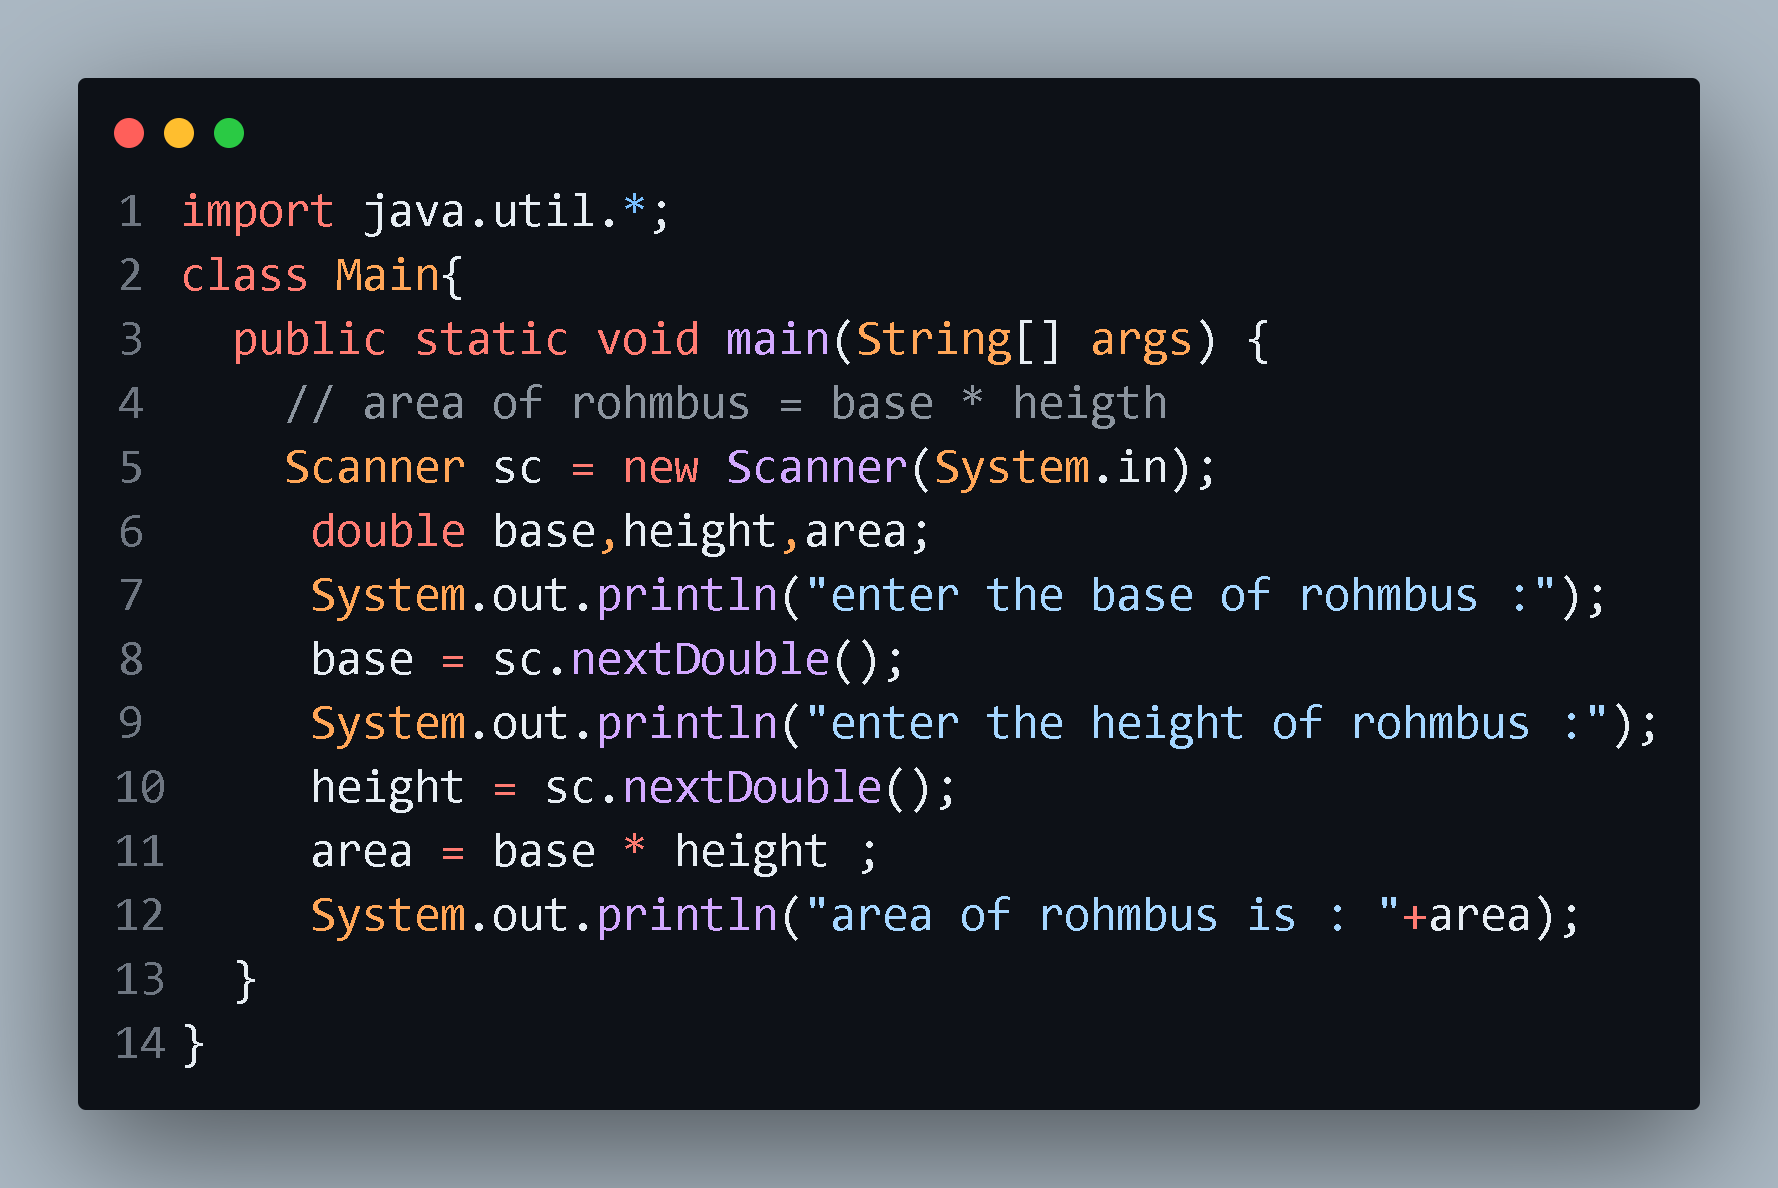 1 import java.util.*;
2 class Main{
3   public static void main(String[] args) {
4     // area of rohmbus = base * heigth
5     Scanner sc = new Scanner(System.in);
6      double base,height,area;
7      System.out.println("enter the base of rohmbus :");
8      base = sc.nextDouble();
9      System.out.println("enter the height of rohmbus :");
10      height = sc.nextDouble();
11      area = base * height ;
12      System.out.println("area of rohmbus is : "+area);
13   }
14 }